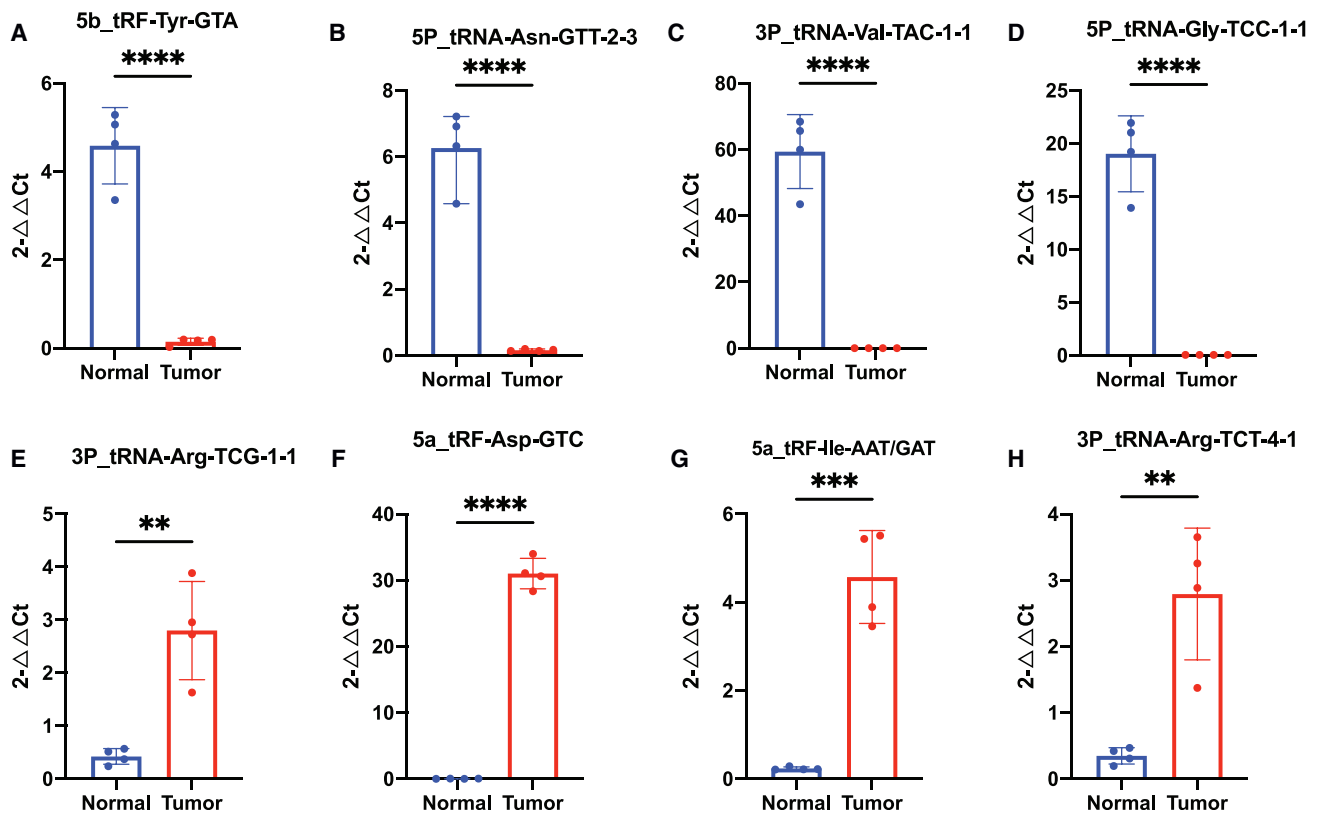 A
5b_tRF-Tyr-GTA
****
2-△△Ct
6
4
2
0
Normal Tumor
B
5P_tRNA-Asn-GTT-2-3
****
2-△△Ct
8
6
4
2
0
Normal Tumor
C
3P_tRNA-Val-TAC-1-1
****
2-△△Ct
80
60
40
20
0
Normal Tumor
D
5P_tRNA-Gly-TCC-1-1
****
2-△△Ct
25
20
15
10
5
0
Normal Tumor
E
3P_tRNA-Arg-TCG-1-1
**
2-△△Ct
5
4
3
2
1
0
Normal Tumor
F
5a_tRF-Asp-GTC
****
2-△△Ct
40
30
20
10
0
Normal Tumor
G
5a_tRF-Ile-AAT/GAT
***
2-△△Ct
6
4
2
0
Normal Tumor
H
3P_tRNA-Arg-TCT-4-1
**
2-△△Ct
4
3
2
1
0
Normal Tumor